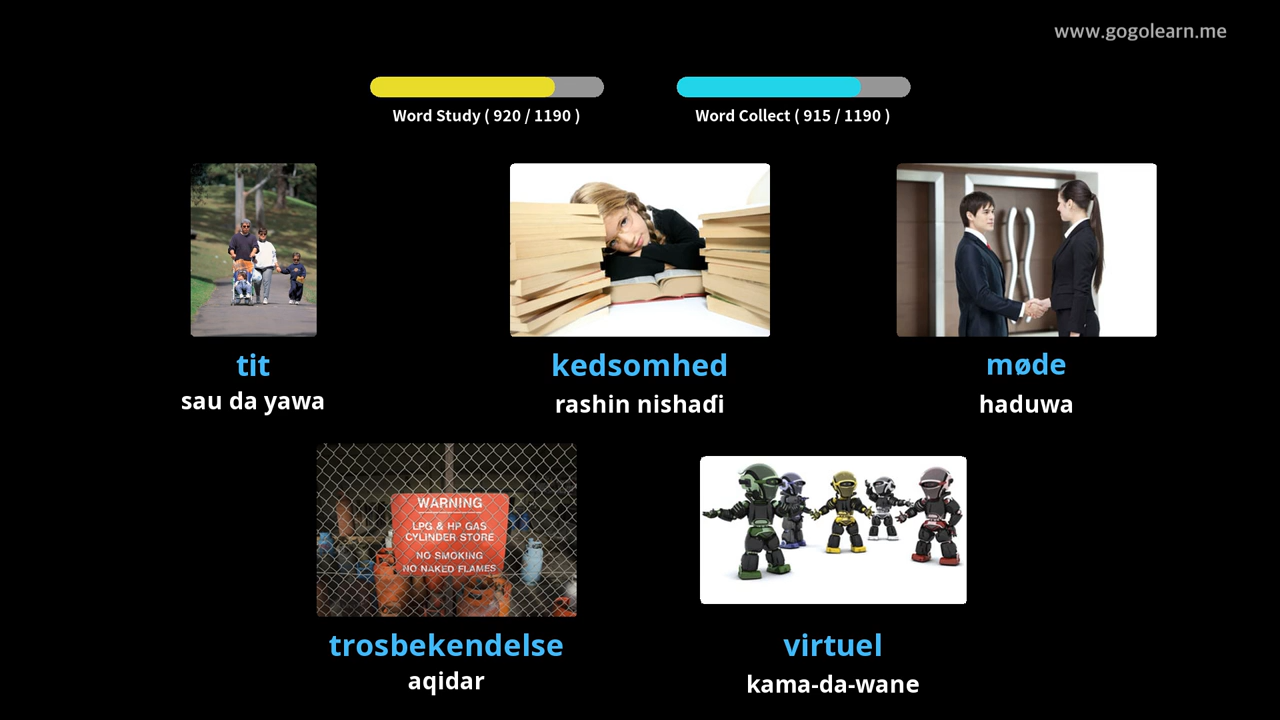 www.gogolearn.me
Word Study ( 920 / 1190 )
Word Collect ( 915 / 1190 )
tit
sau da yawa
kedsomhed
rashin nishaɗi
møde
haduwa
WARNING
LPG & HP GAS
CYLINDER STORE
NO SMOKING
NO NAKED FLAMES
trosbekendelse
aqidar
virtuel
kama-da-wane